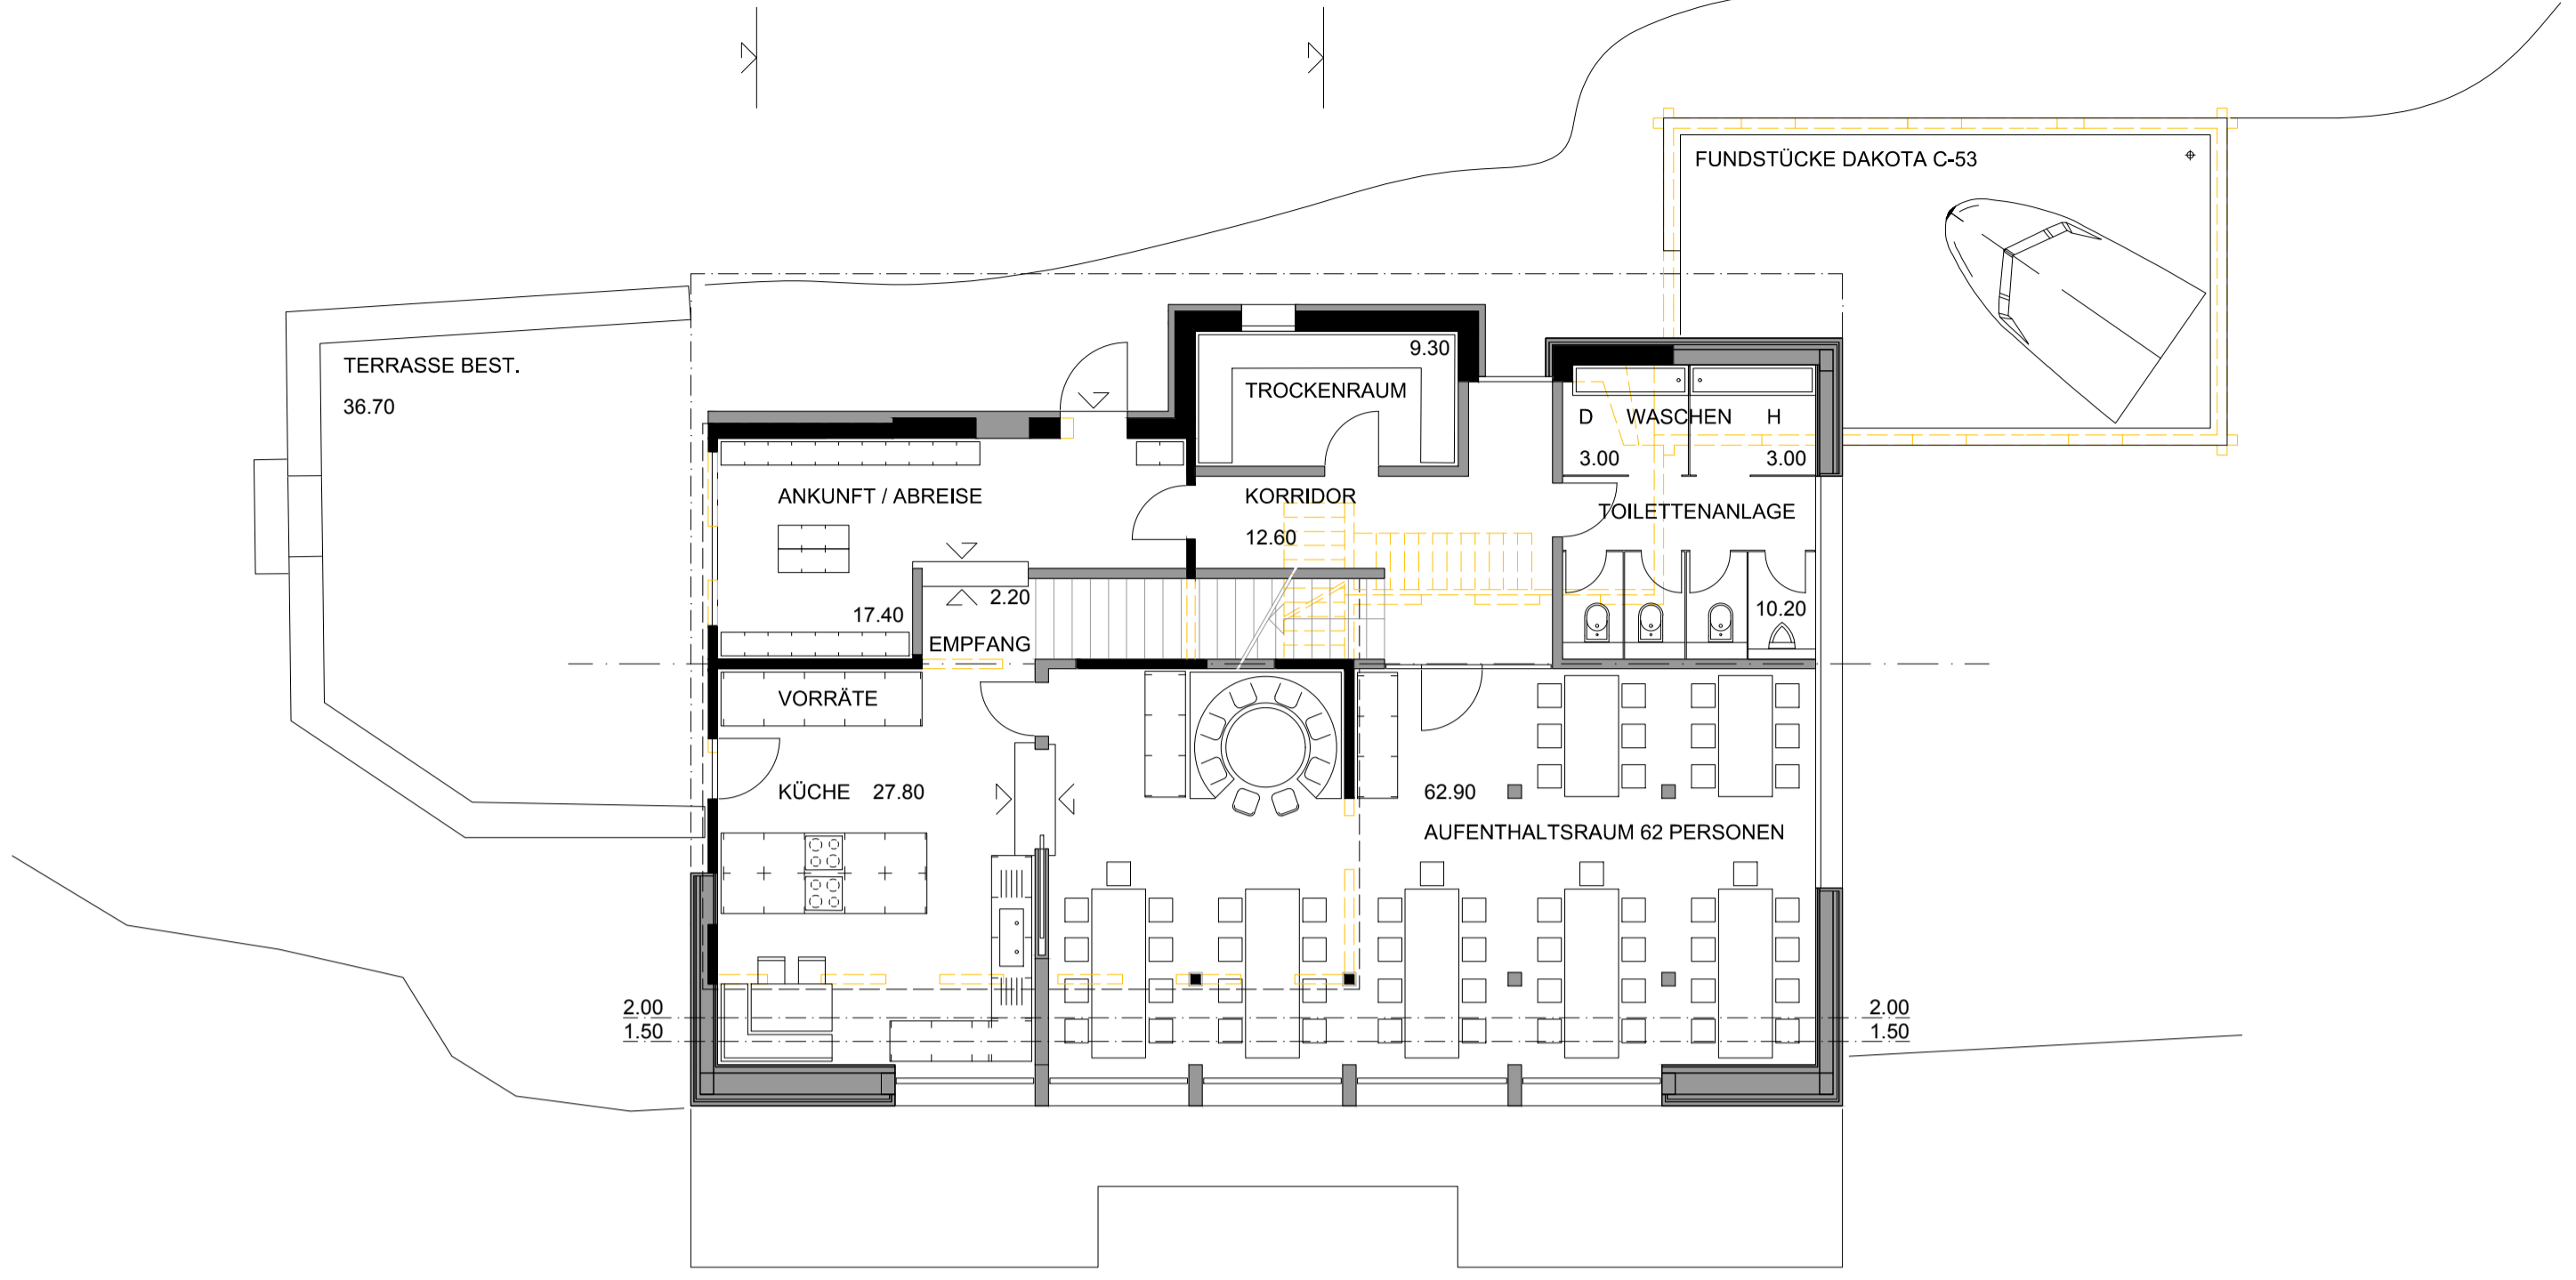 FUNDSTÜCKE DAKOTA C-53
TERRASSE BEST.
36.70
9.30
TROCKENRAUM
D WASCHEN H
3.00 3.00
ANKUNFT / ABREISE
KORRIDOR
TOILETTENANLAGE
12.60
2.20
17.40
10.20
EMPFANG
VORRÄTE
KÜCHE 27.80
62.90
AUFENTHALTSRAUM 62 PERSONEN
2.00
1.50
2.00
1.50